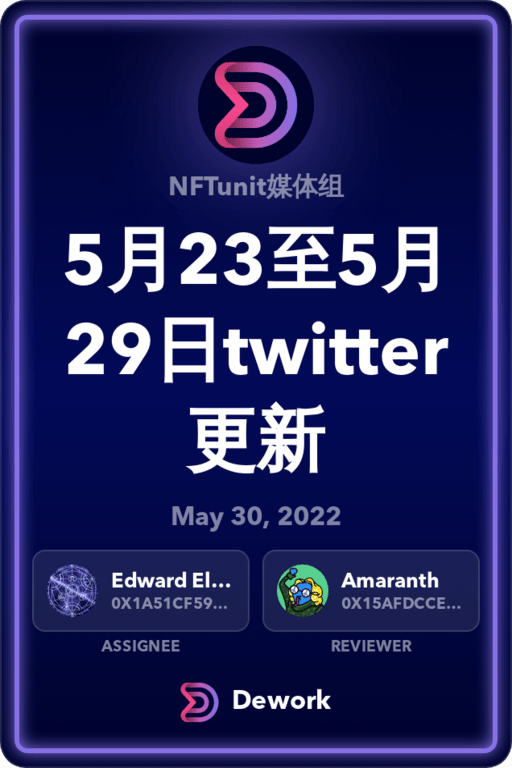 NFTunit媒体组
5月23至5月
29日twitter
更新
May 30, 2022
Edward El...
0X1A51CF59...
Amaranth
0X15AFDCCE...
ASSIGNEE
REVIEWER
Dework